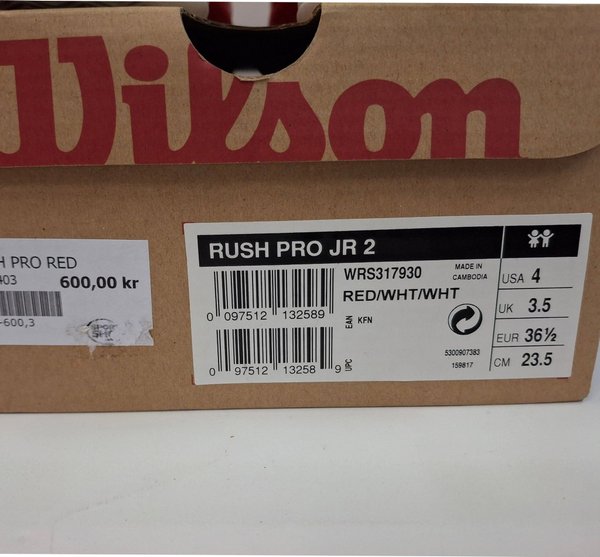 Wilson
H PRO RED
403
600,00 kr
-600,3
RUSH PRO JR 2
WRS317930
MADE IN
CAMBODIA
RED/WHT/WHT
0 097512 132589
EAN
KFN
0 97512 13258 9
UPC
5300907383
159817
USA 4
UK 3.5
EUR 36½
CM 23.5